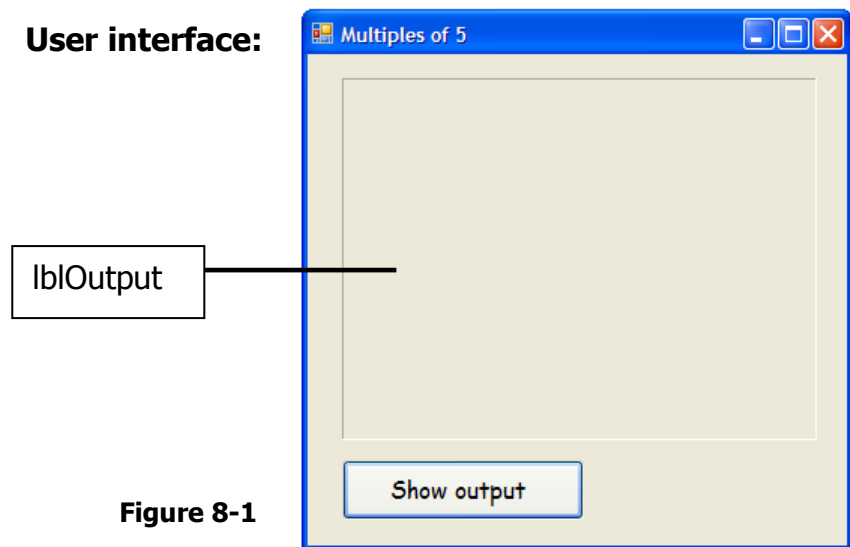 User interface:
Multiples of 5
lblOutput
Show output
Figure 8-1